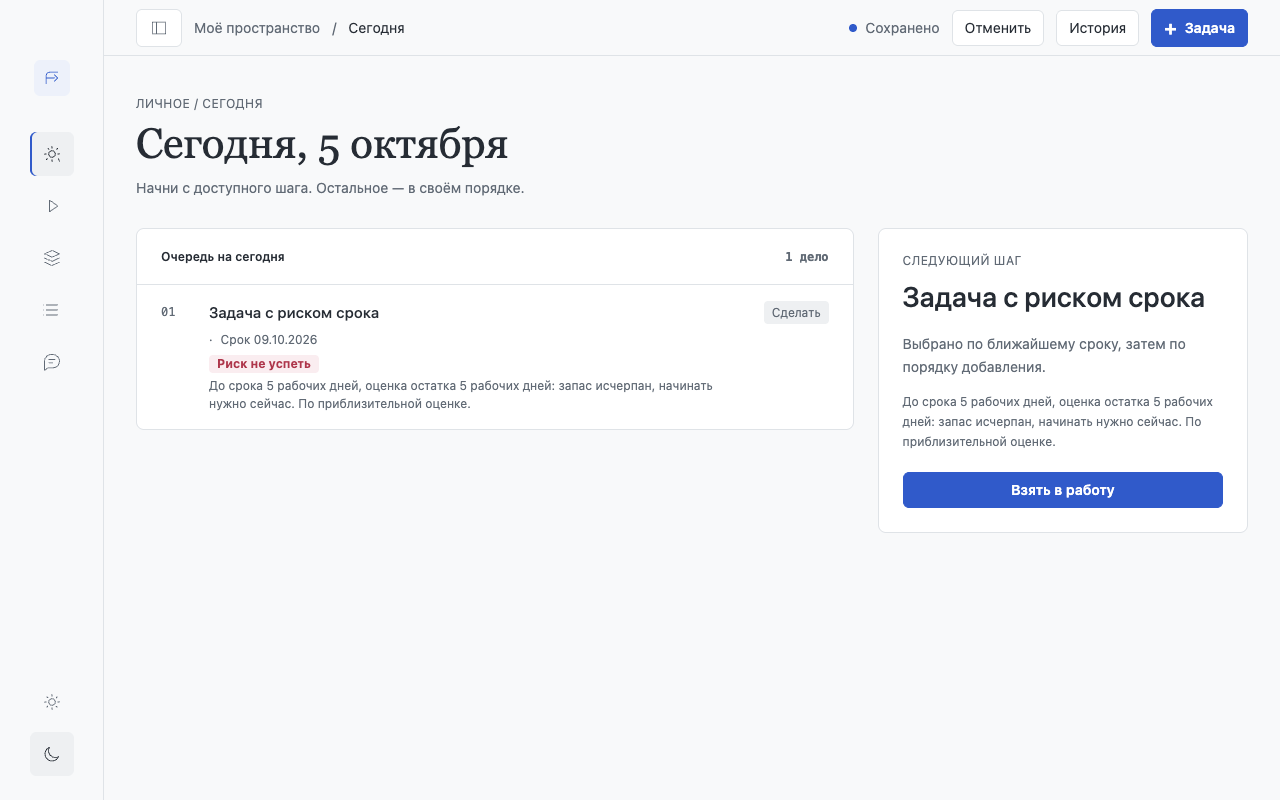 Моё пространство / Сегодня
Сохранено
Отменить
История
+ Задача
ЛИЧНОЕ / СЕГОДНЯ
Сегодня, 5 октября
Начни с доступного шага. Остальное — в своём порядке.
Очередь на сегодня
1 дело
01
Задача с риском срока
Сделать
· Срок 09.10.2026
Риск не успеть
До срока 5 рабочих дней, оценка остатка 5 рабочих дней: запас исчерпан, начинать
нужно сейчас. По приблизительной оценке.
СЛЕДУЮЩИЙ ШАГ
Задача с риском срока
Выбрано по ближайшему сроку, затем по
порядку добавления.
До срока 5 рабочих дней, оценка остатка 5 рабочих
дней: запас исчерпан, начинать нужно сейчас. По
приблизительной оценке.
Взять в работу